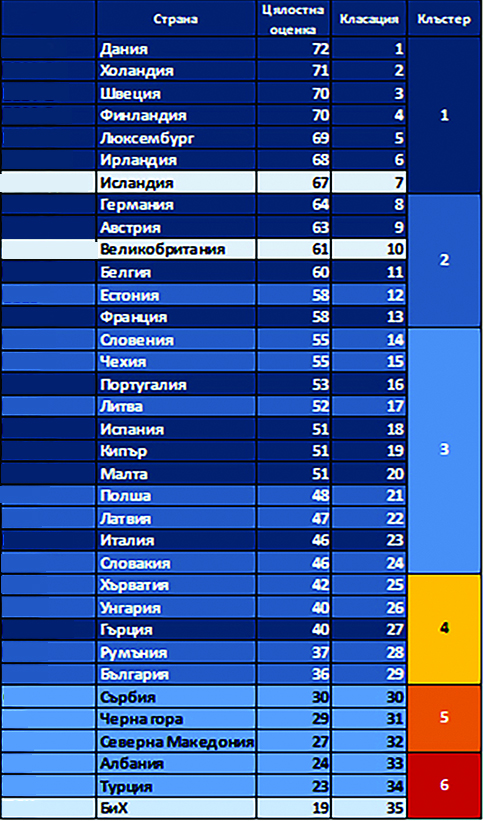 Страна Цялостна оценка Класация Клъстер
Дания 72 1
Холандия 71 2
Швеция 70 3
Финландия 70 4 1
Люксембург 69 5
Ирландия 68 6
Исландия 67 7
Германия 64 8
Австрия 63 9
Великобритания 61 10 2
Белгия 60 11
Естония 58 12
Франция 58 13
Словения 55 14
Чехия 55 15
Португалия 53 16
Литва 52 17
Испания 51 18
Кипър 51 19 3
Малта 51 20
Полша 48 21
Латвия 47 22
Италия 46 23
Словакия 46 24
Хърватия 42 25
Унгария 40 26
Гърция 40 27 4
Румъния 37 28
България 36 29
Сърбия 30 30
Черна гора 29 31 5
Северна Македония 27 32
Албания 24 33
Турция 23 34 6
БиХ 19 35